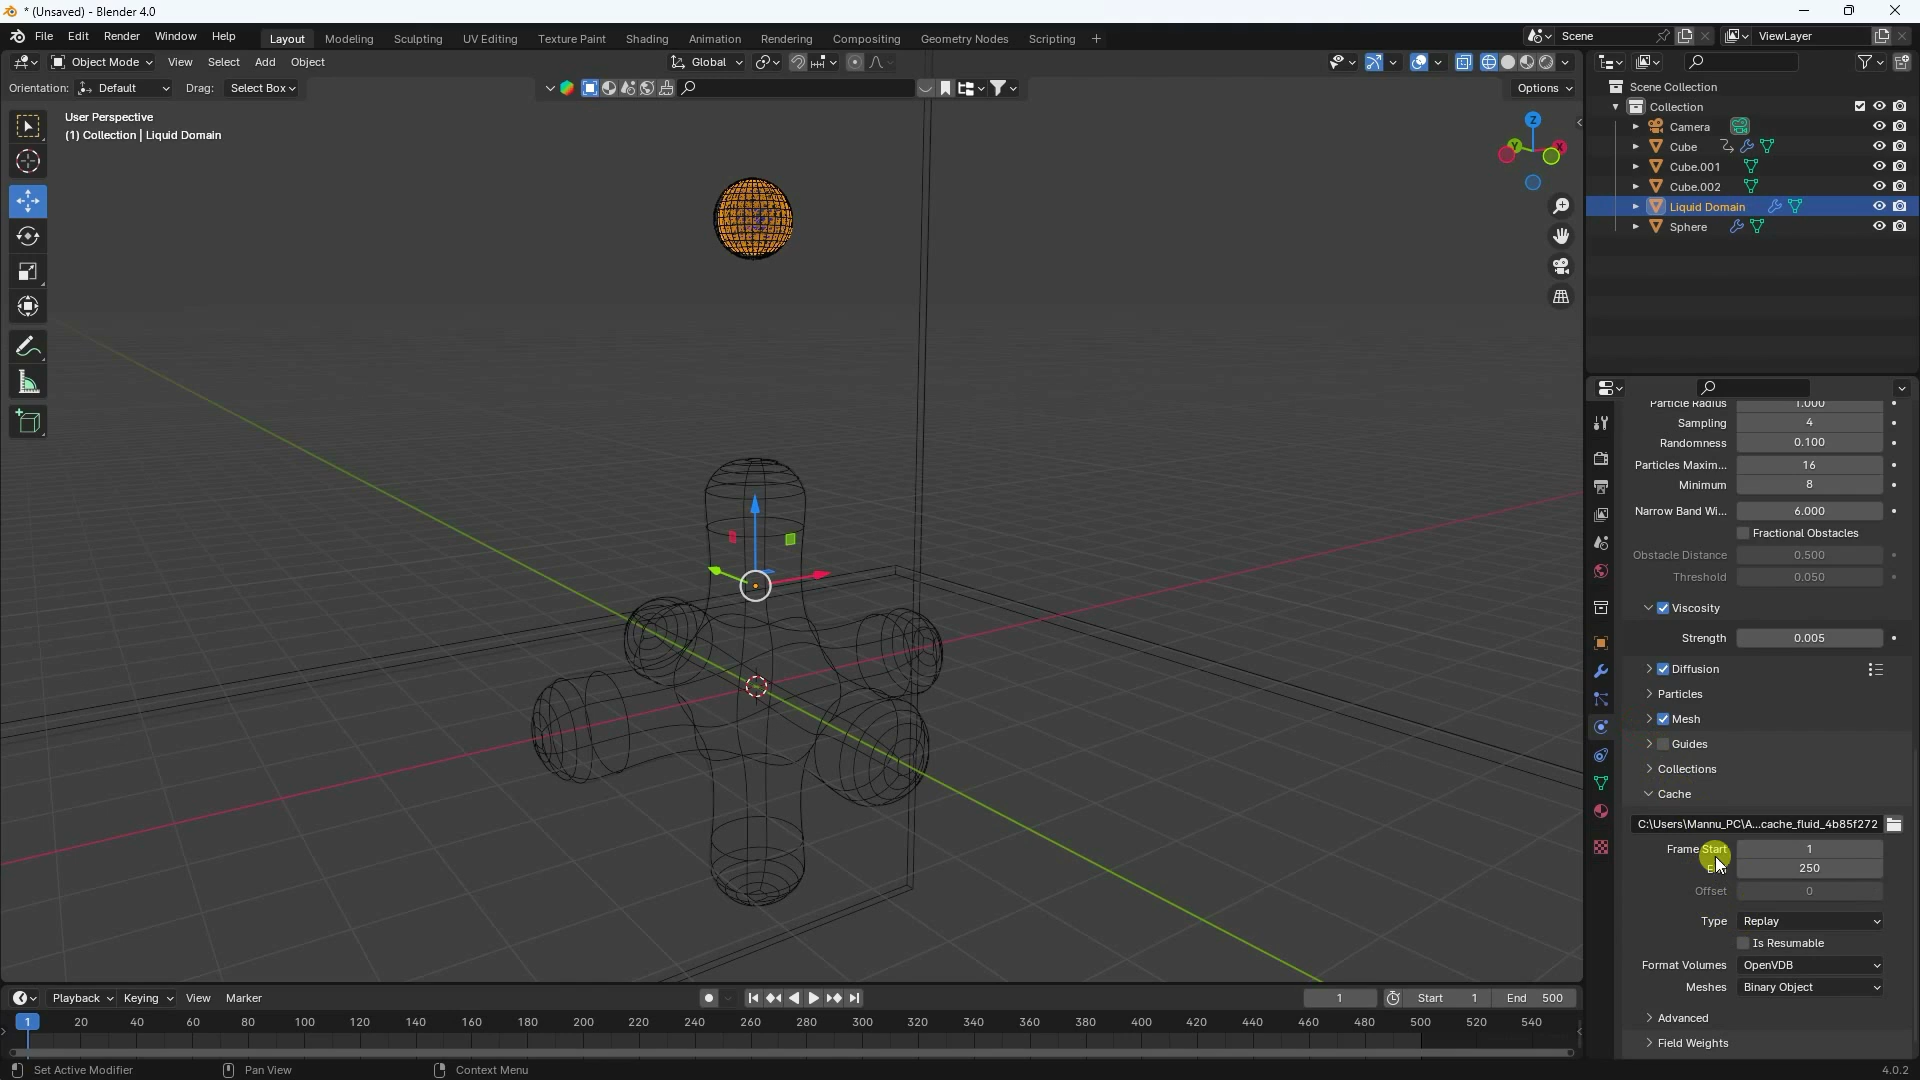 * (Unsaved) - Blender 4.0
File Edit Render Window Help Layout Modeling Sculpting UV Editing Texture Paint Shading Animation Rendering Compositing Geometry Nodes Scripting + Scene ViewLayer
Object Mode View Select Add Object Global
Orientation: Default Drag: Select Box Options
User Perspective
(1) Collection | Liquid Domain
Z
Y
X
Scene Collection
Collection
Camera
Cube
Cube.001
Cube.002
Liquid Domain
Sphere
Particle Radius 1.000
Sampling 4
Randomness 0.100
Particles Maxim... 16
Minimum 8
Narrow Band Wi... 6.000
Fractional Obstacles
Obstacle Distance 0.500
Threshold 0.050
Viscosity
Strength 0.005
Diffusion
Particles
Mesh
Guides
Collections
Cache
C:\Users\Mannu_PC\A...cache_fluid_4b85f272
Frame Start 1
250
Offset 0
Type Replay
Is Resumable
Format Volumes OpenVDB
Meshes Binary Object
Advanced
Field Weights
Playback Keying View Marker 1 Start 1 End 500
1 20 40 60 80 100 120 140 160 180 200 220 240 260 280 300 320 340 360 380 400 420 440 460 480 500 520 540
Set Active Modifier Pan View Context Menu 4.0.2